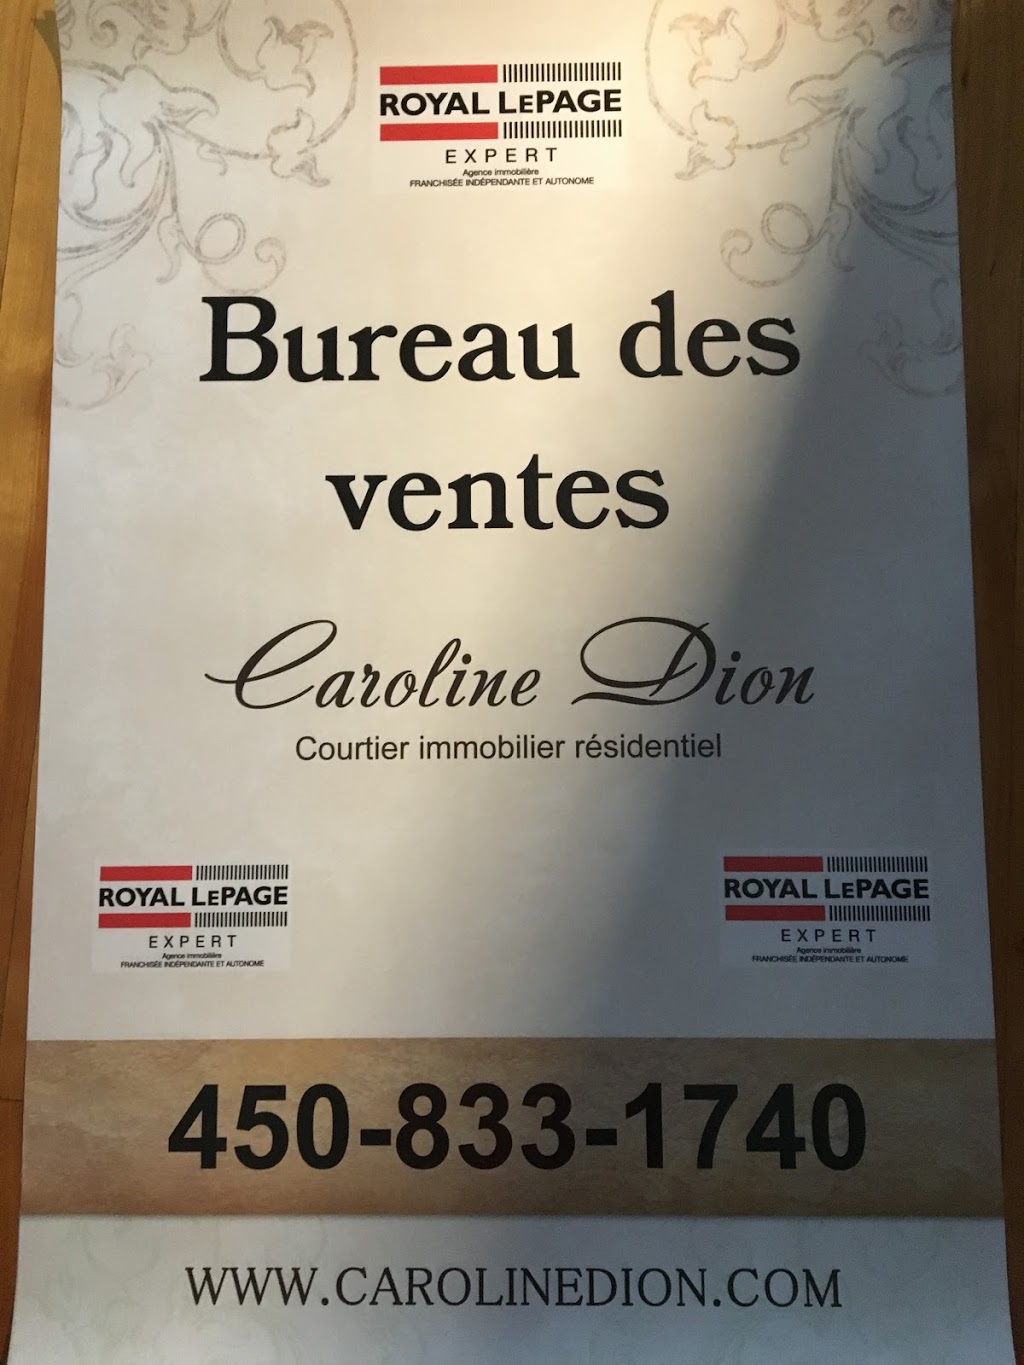 ROYAL LEPAGE
EXPERT
Agence immobilière
FRANCHISÉE INDÉPENDANTE ET AUTONOME
Bureau des
ventes
Caroline Dion
Courtier immobilier résidentiel
ROYAL LEPAGE
EXPERT
Agence immobilière
FRANCHISÉE INDÉPENDANTE ET AUTONOME
ROYAL LEPAGE
EXPERT
Agence immobilière
FRANCHISÉE INDÉPENDANTE ET AUTONOME
450-833-1740
WWW.CAROLINEDION.COM